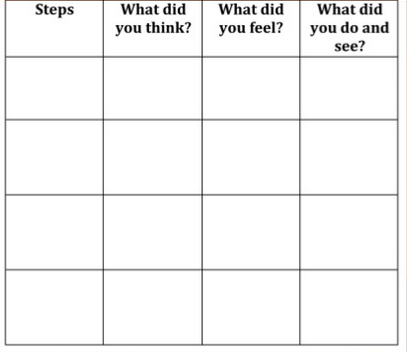 Steps
What did
you think?
What did
you feel?
What did
you do and
see?